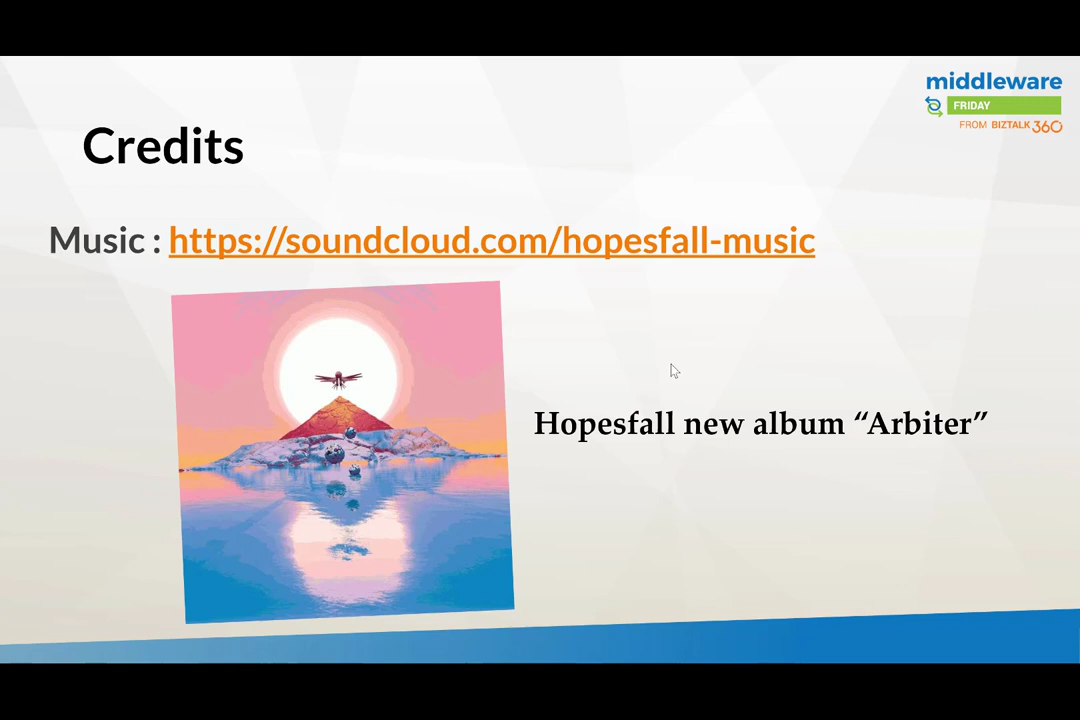 middleware
FRIDAY
FROM BIZTALK 360
Credits
Music : https://soundcloud.com/hopesfall-music
Hopesfall new album “Arbiter”